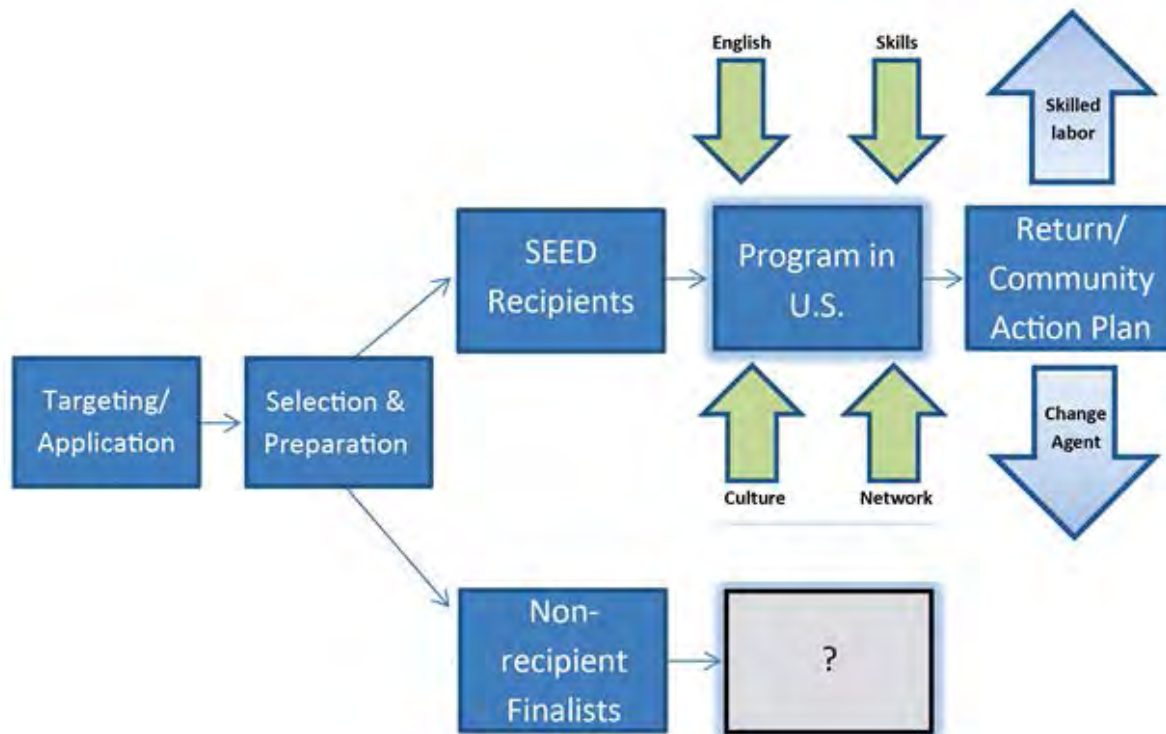 English
Skills
Skilled
labor
SEED
Recipients
Program in
U.S.
Return/
Community
Action Plan
Targeting/
Application
Selection &
Preparation
Change
Agent
Culture
Network
Non-
recipient
Finalists
?